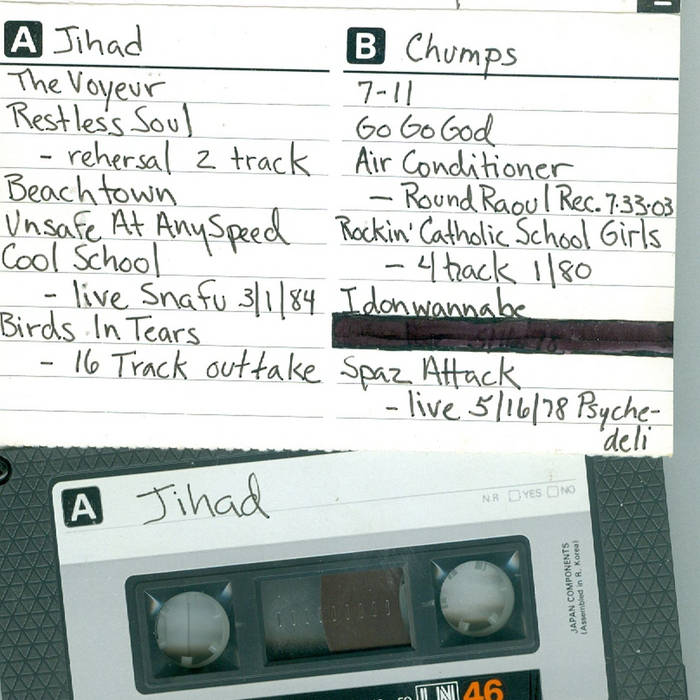 A Jihad
The Voyeur
Restless Soul
- rehersal 2 track
Beachtown
Unsafe At Any Speed
Cool School
- live Snafu 3/1/84
Birds In Tears
- 16 Track outtake
B Chumps
7-11
Go Go God
Air Conditioner
- Round Raoul Rec. 7.33.03
Rockin' Catholic School Girls
- 4 track 1/80
Idonwannabe
Spaz Attack
- live 5/16/78 Psyche-
deli
A Jihad
N.R □YES □NO
JAPAN COMPONENTS
(Assembled in R. Korea)
LN 46